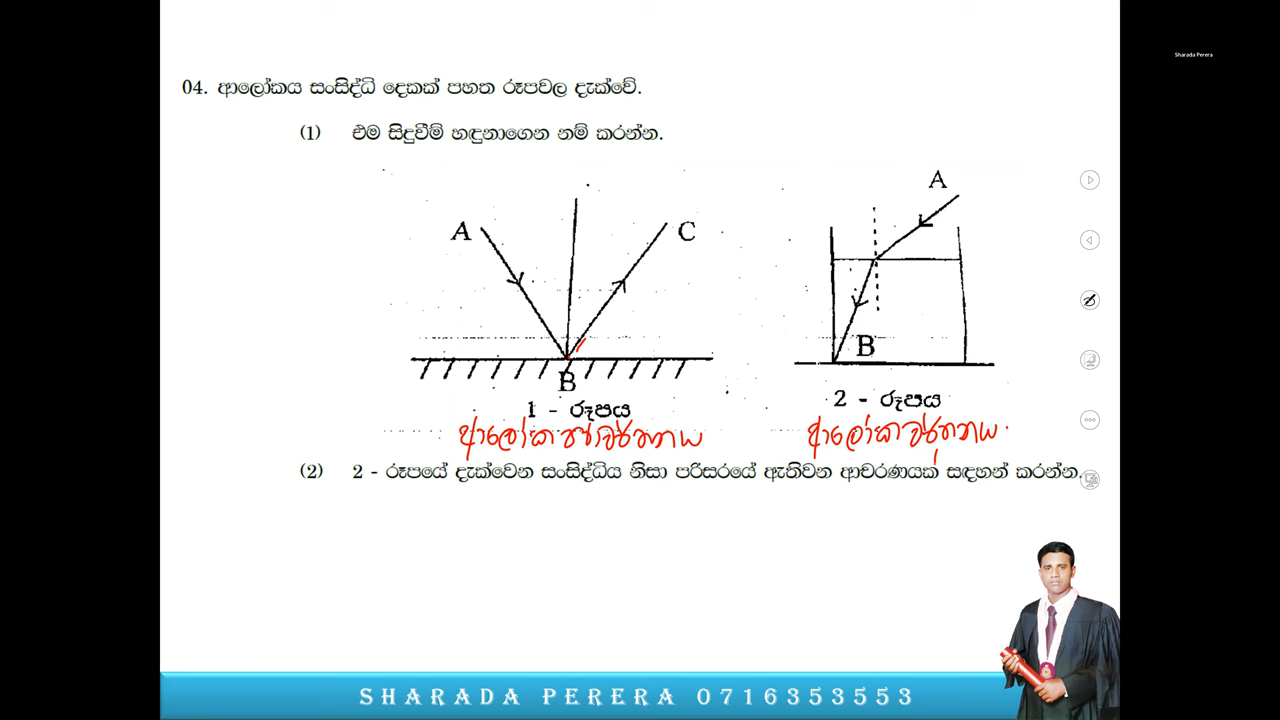 Sharada Perera
04. ආලෝකය සංසිද්ධි දෙකක් පහත රූපවල දැක්වේ.
(1) එම සිදුවීම් හඳුනාගෙන නම් කරන්න.
A C
B
1 - රූපය
A
B
2 - රූපය
ආලෝක පරාවර්තනය ආලෝක වර්තනය.
(2) 2 - රූපයේ දැක්වෙන සංසිද්ධිය නිසා පරිසරයේ ඇතිවන ආවරණයක් සඳහන් කරන්න.
SHARADA PERERA 0716353553